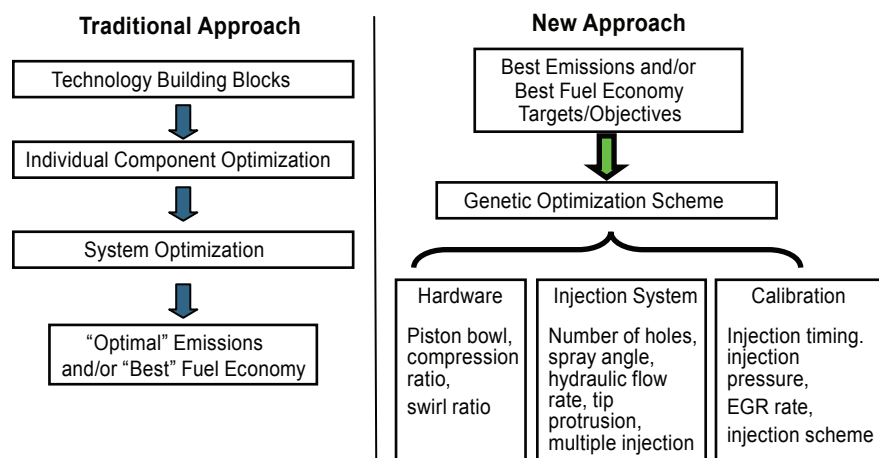 Traditional Approach
Technology Building Blocks
Individual Component Optimization
System Optimization
“Optimal” Emissions
and/or “Best” Fuel Economy
New Approach
Best Emissions and/or
Best Fuel Economy
Targets/Objectives
Genetic Optimization Scheme
Hardware
Piston bowl,
compression
ratio,
swirl ratio
Injection System
Number of holes,
spray angle,
hydraulic flow
rate, tip
protrusion,
multiple injection
Calibration
Injection timing.
injection
pressure,
EGR rate,
injection scheme